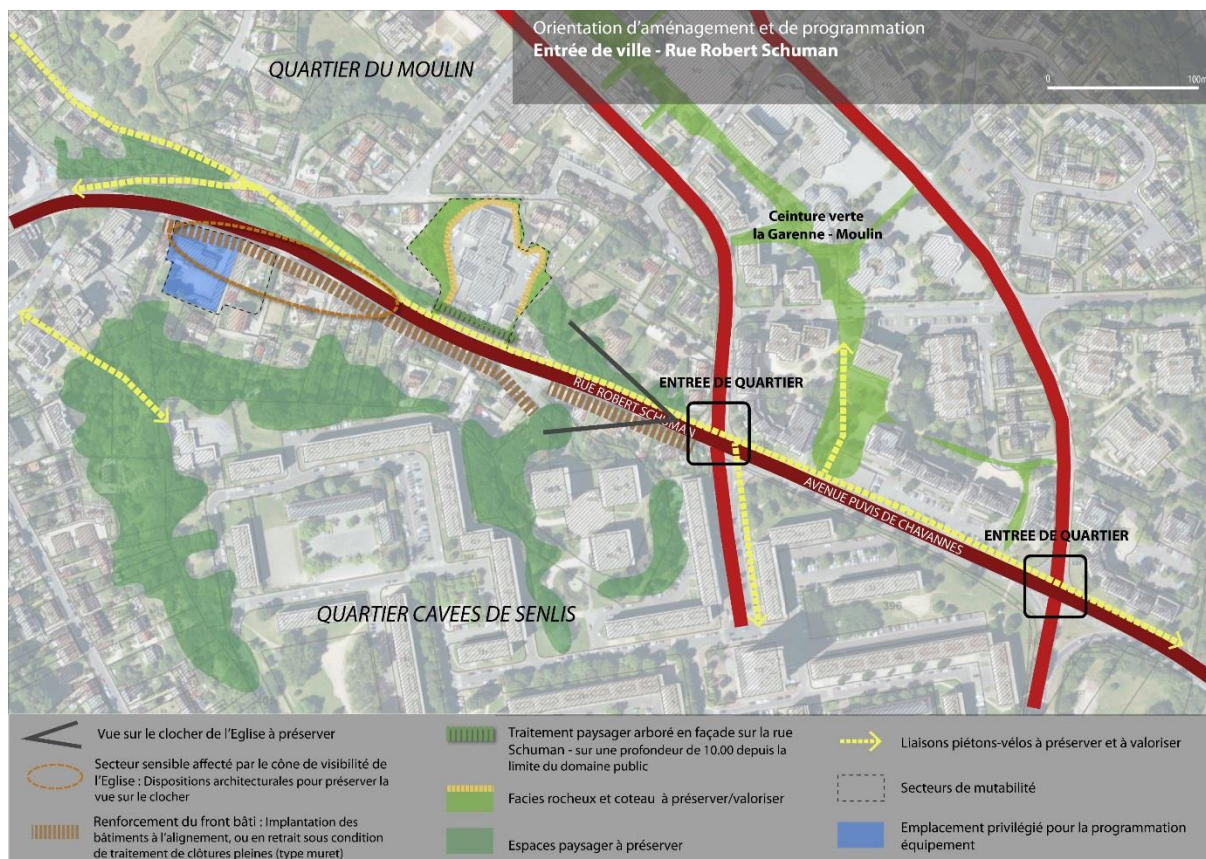 Orientation d'aménagement et de programmation
Entrée de ville - Rue Robert Schuman
0 100m
QUARTIER DU MOULIN
Ceinture verte
la Garenne - Moulin
ENTREE DE QUARTIER
RUE ROBERT SCHUMAN
AVENUE PUVIS DE CHAVANNES
ENTREE DE QUARTIER
396
QUARTIER CAVEES DE SENLIS
Vue sur le clocher de l'Eglise à préserver
Secteur sensible affecté par le cône de visibilité de
l'Eglise : Dispositions architecturales pour préserver la
vue sur le clocher
Renforcement du front bâti : Implantation des
bâtiments à l'alignement, ou en retrait sous condition
de traitement de clôtures pleines (type muret)
Traitement paysager arboré en façade sur la rue
Schuman - sur une profondeur de 10.00 depuis la
limite du domaine public
Facies rocheux et coteau à préserver/valoriser
Espaces paysager à préserver
Liaisons piétons-vélos à préserver et à valoriser
Secteurs de mutabilité
Emplacement privilégié pour la programmation
équipement